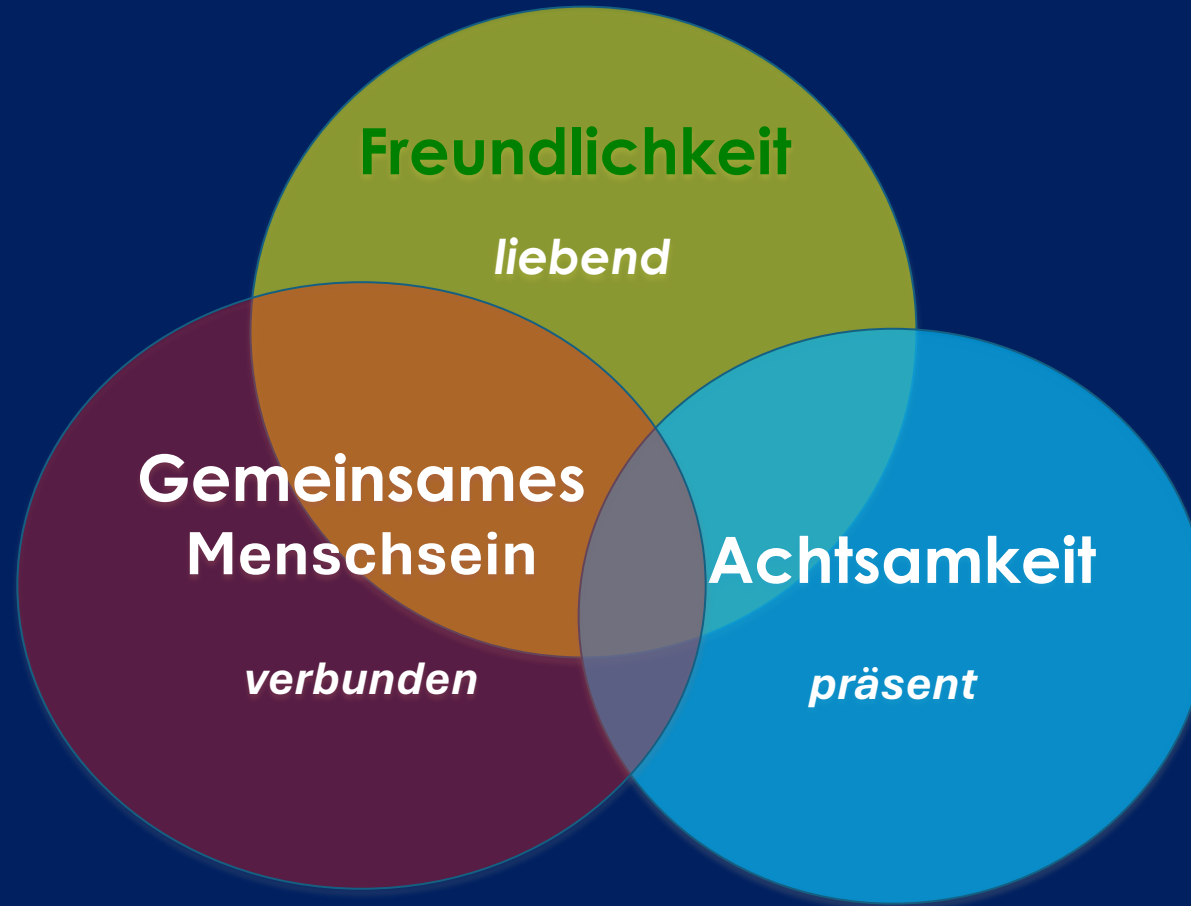 Freundlichkeit
liebend
Gemeinsames
Menschsein
verbunden
Achtsamkeit
präsent